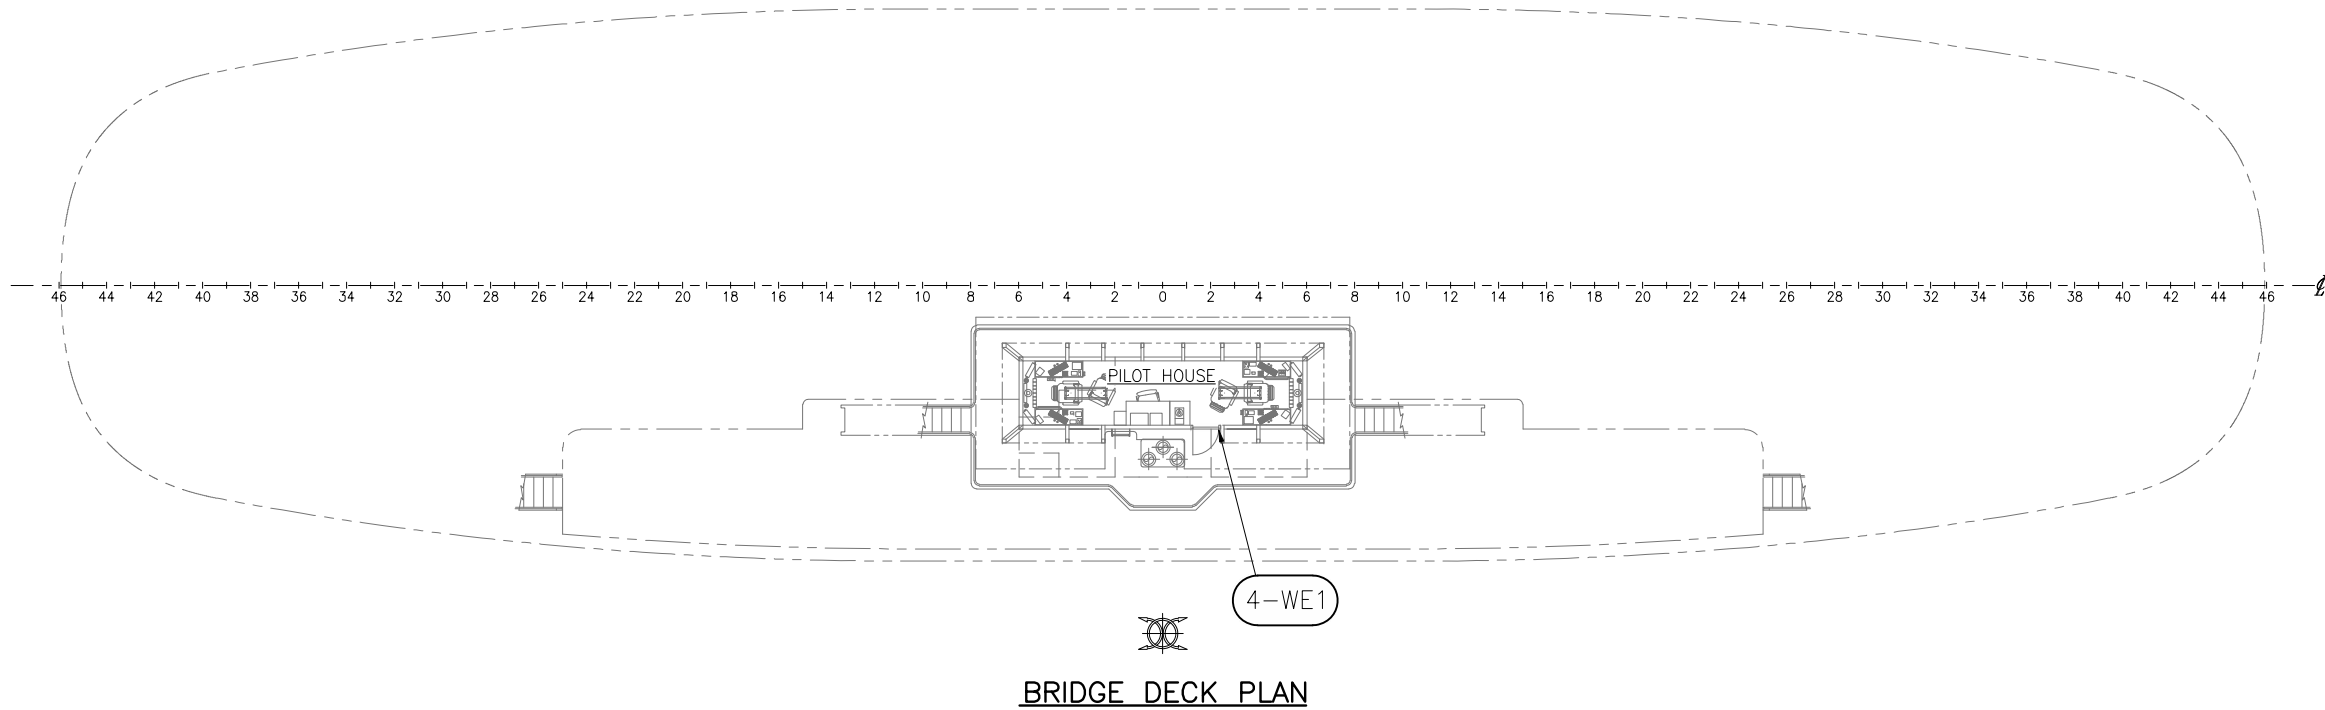 46 44 42 40 38 36 34 32 30 28 26 24 22 20 18 16 14 12 10 8 6 4 2 0 2 4 6 8 10 12 14 16 18 20 22 24 26 28 30 32 34 36 38 40 42 44 46 ℄
PILOT HOUSE
4-WE1
BRIDGE DECK PLAN